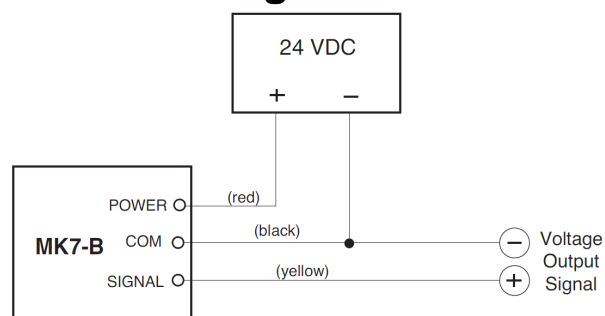 24 VDC
+ −
(red)
POWER
(black)
MK7-B COM
− Voltage
Output
(yellow)
SIGNAL
+ Signal